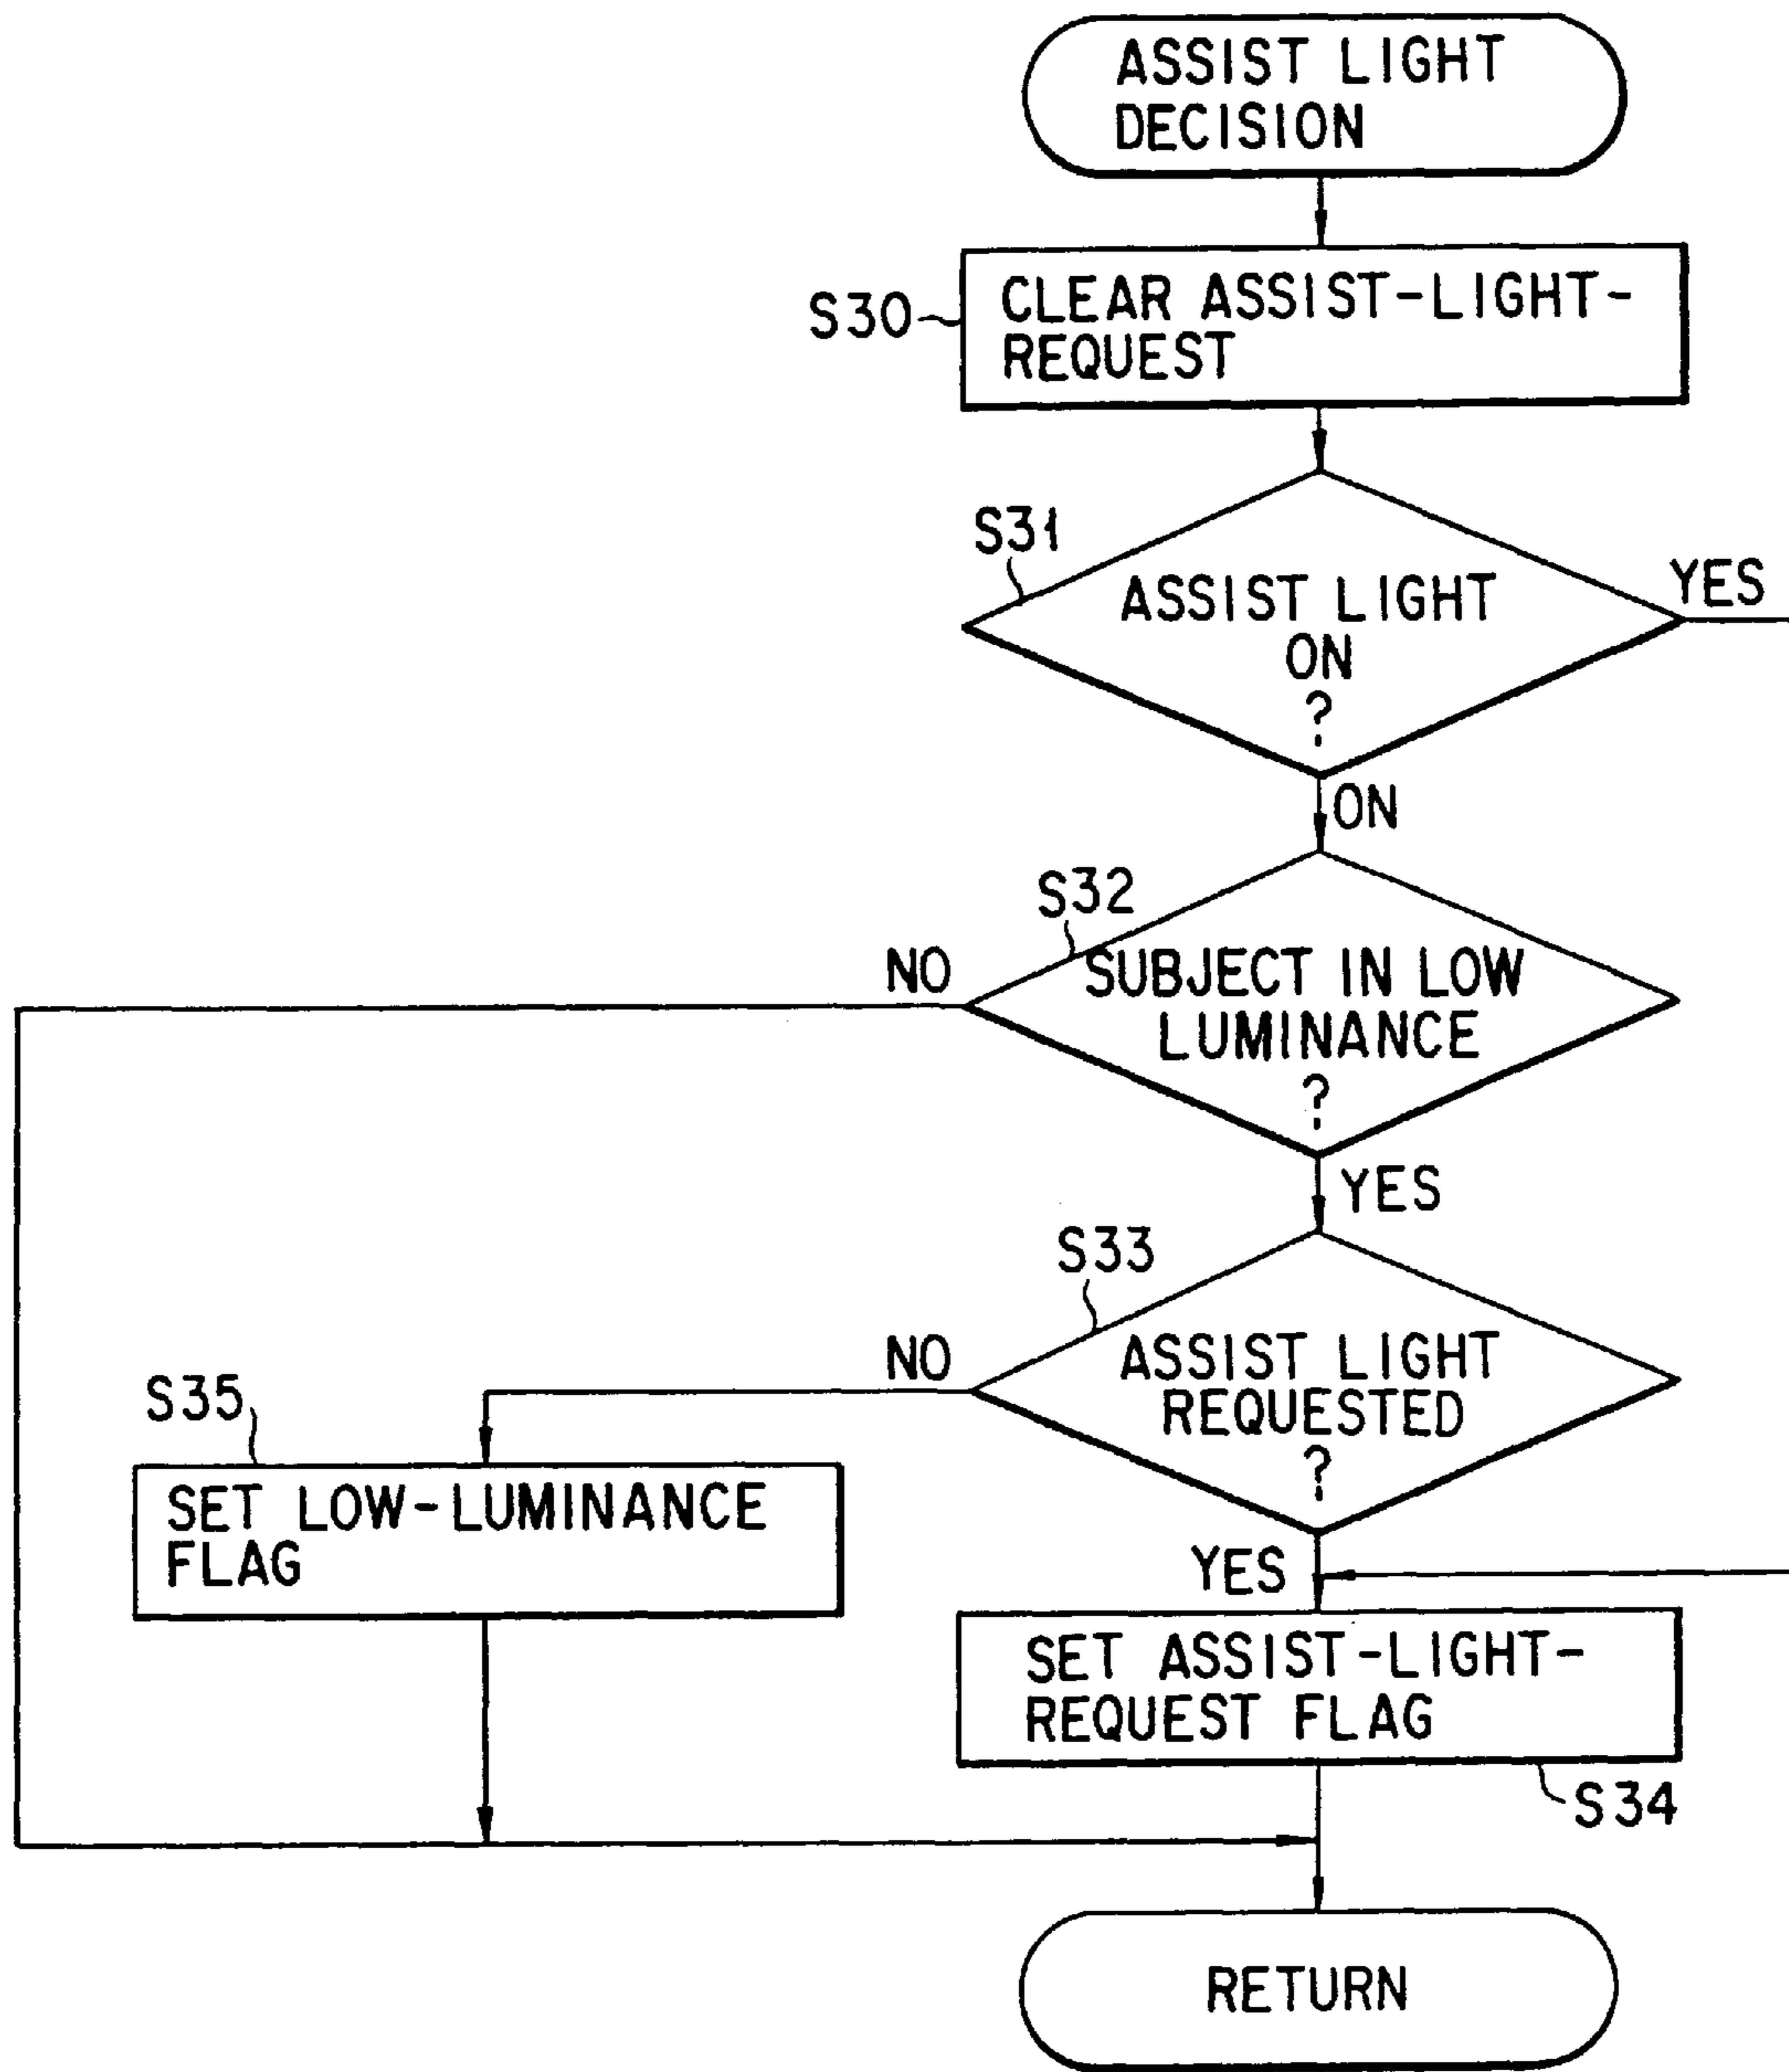 ASSIST LIGHT
DECISION
S30
CLEAR ASSIST-LIGHT-
REQUEST
S31
ASSIST LIGHT
ON
?
YES
ON
S32
NO
SUBJECT IN LOW
LUMINANCE
?
YES
S33
NO
ASSIST LIGHT
REQUESTED
?
S35
SET LOW-LUMINANCE
FLAG
YES
SET ASSIST-LIGHT-
REQUEST FLAG
S34
RETURN